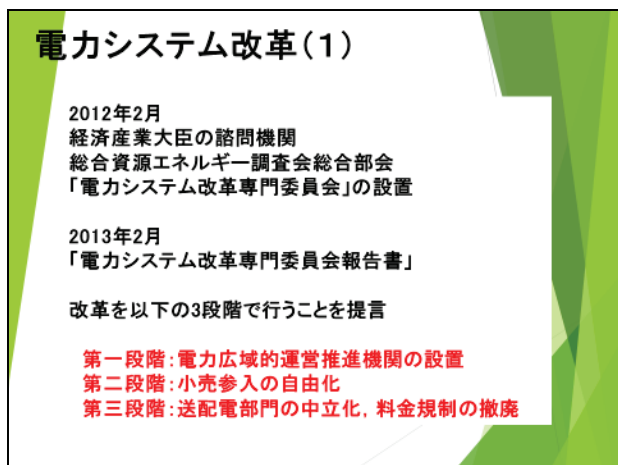 電力システム改革（１）
2012年2月
経済産業大臣の諮問機関
総合資源エネルギー調査会総合部会
「電力システム改革専門委員会」の設置
2013年2月
「電力システム改革専門委員会報告書」
改革を以下の3段階で行うことを提言
第一段階：電力広域的運営推進機関の設置
第二段階：小売参入の自由化
第三段階：送配電部門の中立化，料金規制の撤廃